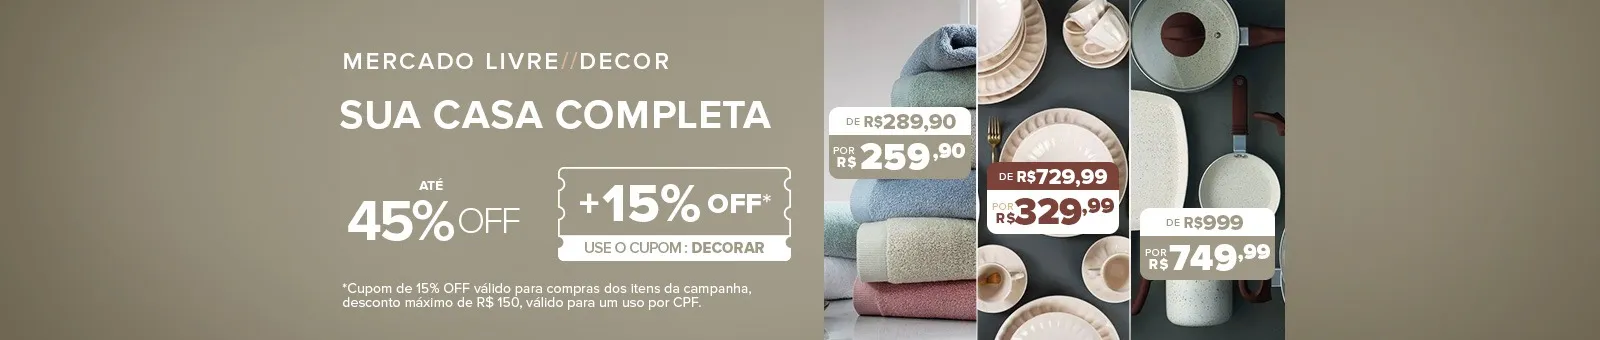 MERCADO LIVRE//DECOR
SUA CASA COMPLETA
ATÉ
45% OFF
+15% OFF*
USE O CUPOM: DECORAR
*Cupom de 15% OFF válido para compras dos itens da campanha,
desconto máximo de R$ 150, válido para um uso por CPF.
DE R$289,90
POR R$ 259,90
DE R$729,99
POR R$ 329,99
DE R$999
POR R$ 749,99